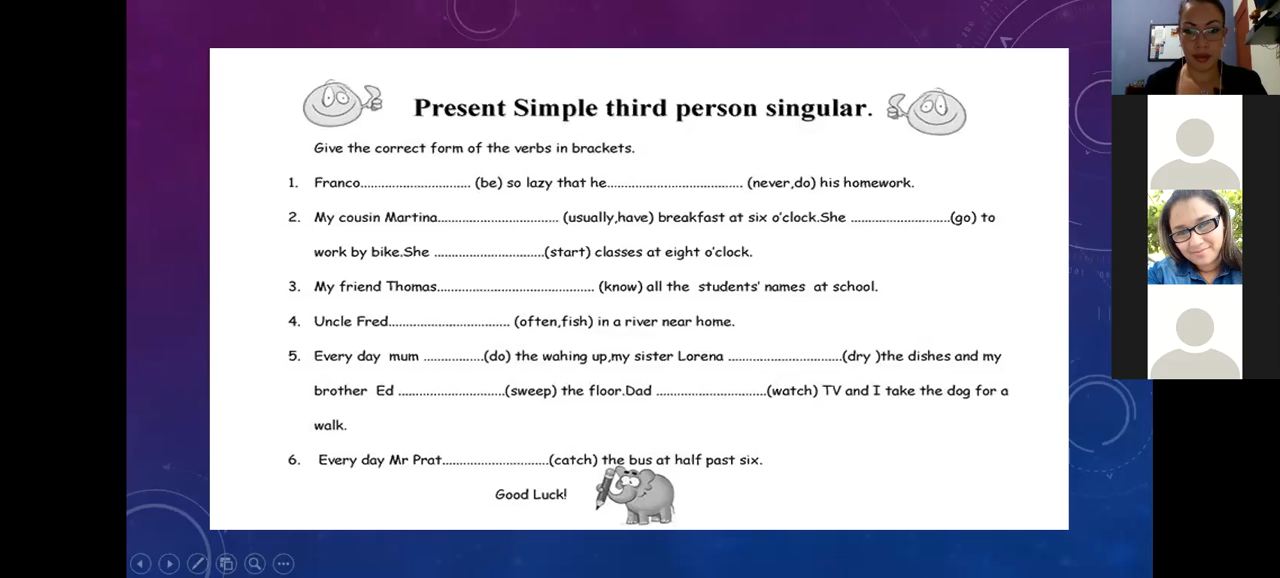 Present Simple third person singular.
Give the correct form of the verbs in brackets.
1. Franco.............................. (be) so lazy that he..................................... (never,do) his homework.
2. My cousin Martina................................. (usually,have) breakfast at six o'clock.She ...........................(go) to
work by bike.She ..............................(start) classes at eight o'clock.
3. My friend Thomas........................................... (know) all the students' names at school.
4. Uncle Fred................................. (often,fish) in a river near home.
5. Every day mum ................(do) the wahing up,my sister Lorena ...............................(dry )the dishes and my
brother Ed .............................(sweep) the floor.Dad ..............................(watch) TV and I take the dog for a
walk.
6. Every day Mr Prat.............................(catch) the bus at half past six.
Good Luck!